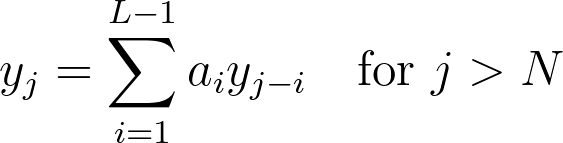 $y_j = \sum_{i=1}^{L-1} a_i y_{j-i} \quad \text{for } j > N$